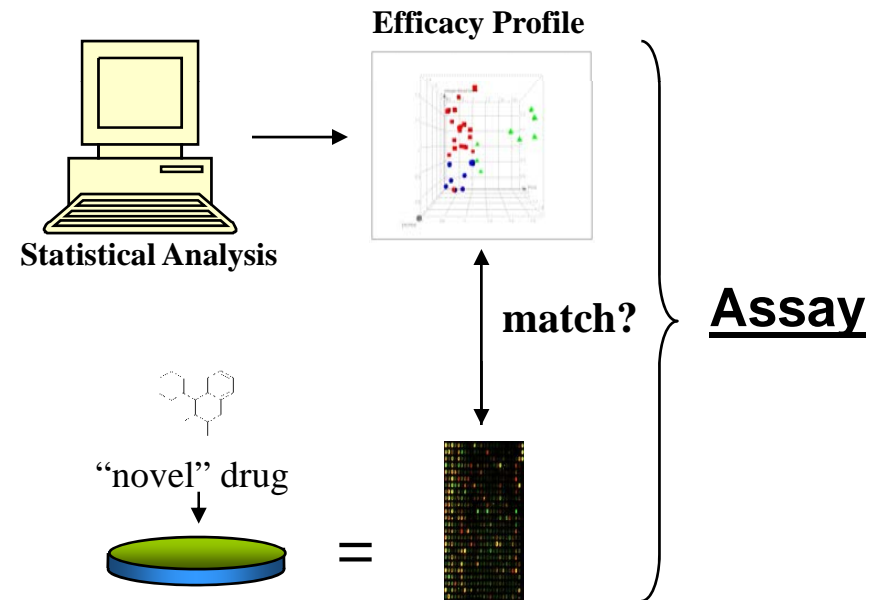 Efficacy Profile
Statistical Analysis
match?
Assay
“novel” drug
=